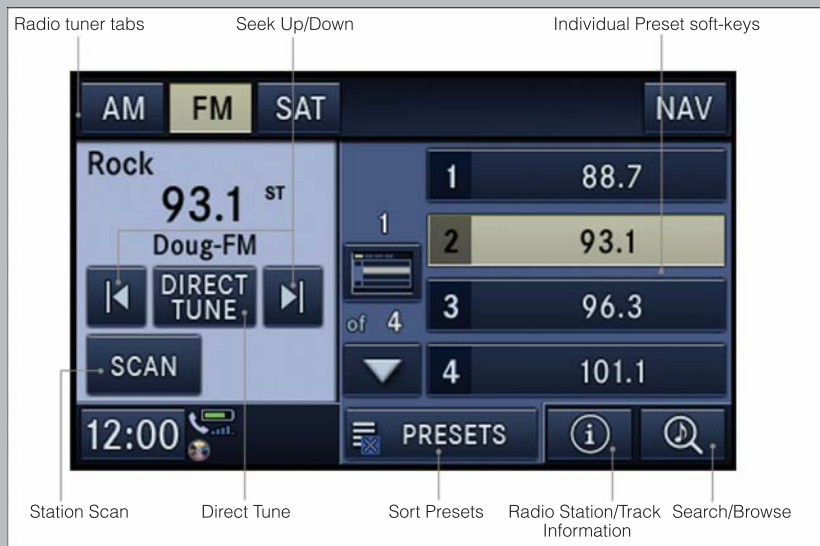 Radio tuner tabs
Seek Up/Down
Individual Preset soft-keys
AM FM SAT
NAV
Rock
93.1 ST
Doug-FM
DIRECT
TUNE
SCAN
12:00
1
of 4
1 88.7
2 93.1
3 96.3
4 101.1
PRESETS
i
Station Scan
Direct Tune
Sort Presets
Radio Station/Track
Information
Search/Browse